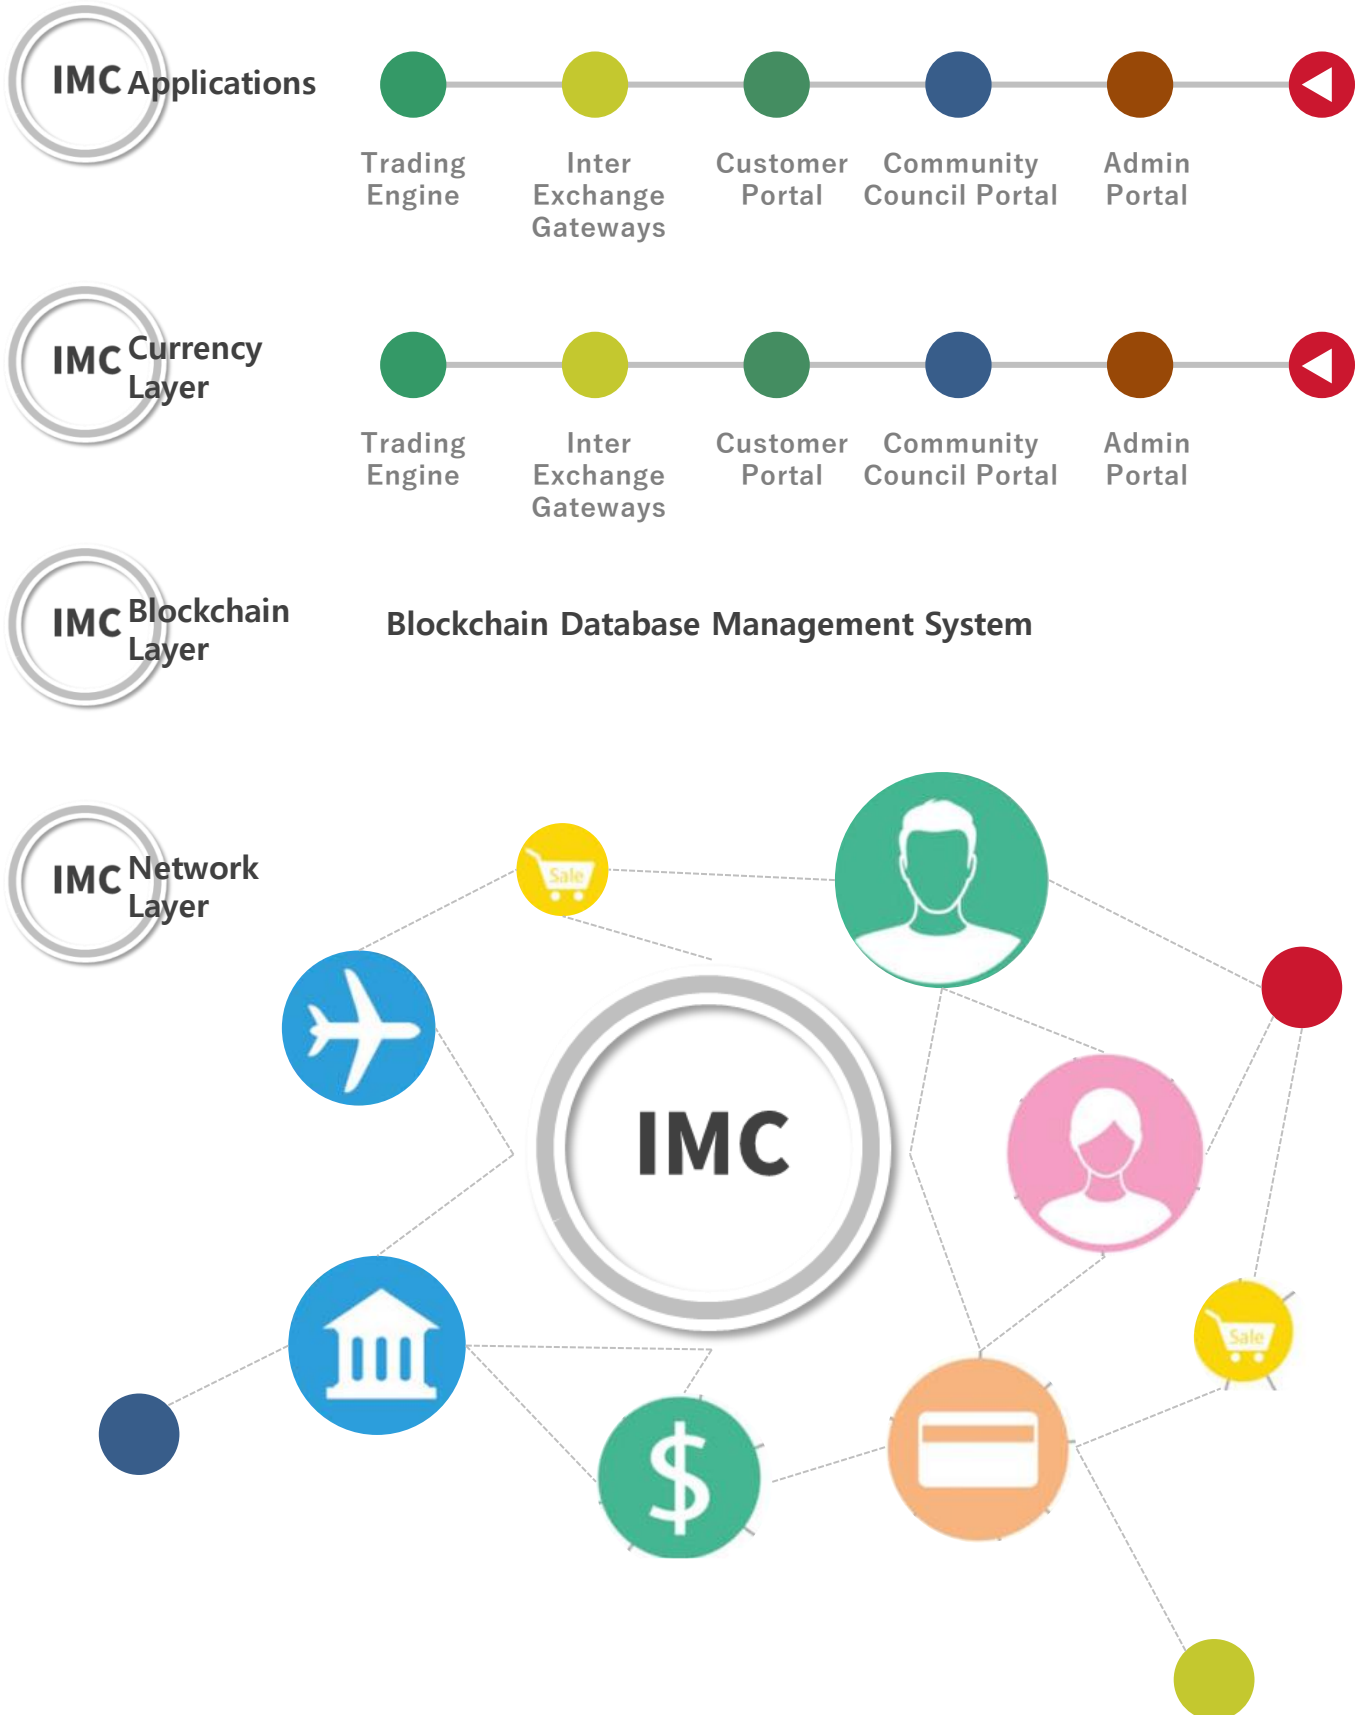 IMC Applications
Trading
Engine
Inter
Exchange
Gateways
Customer
Portal
Community
Council Portal
Admin
Portal
IMC Currency
Layer
Trading
Engine
Inter
Exchange
Gateways
Customer
Portal
Community
Council Portal
Admin
Portal
IMC Blockchain
Layer
Blockchain Database Management System
IMC Network
Layer
Sale
IMC
Sale
$